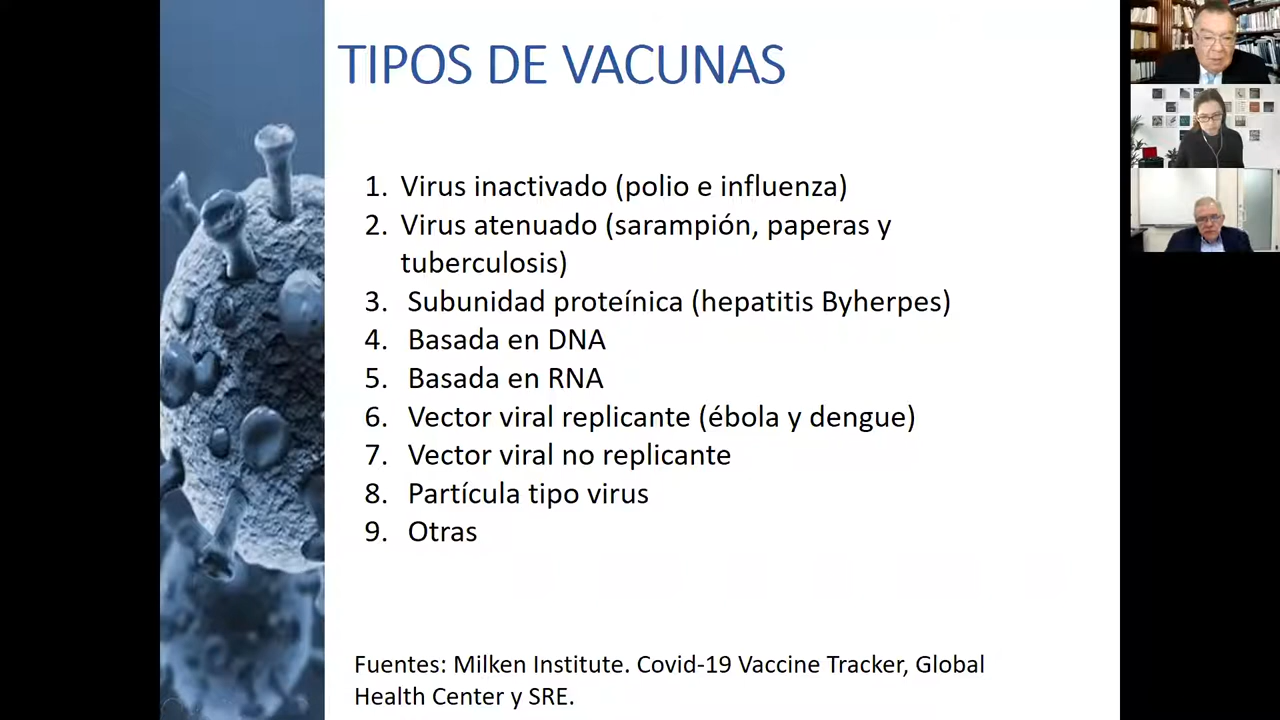 TIPOS DE VACUNAS
1. Virus inactivado (polio e influenza)
2. Virus atenuado (sarampión, paperas y
tuberculosis)
3. Subunidad proteínica (hepatitis Byherpes)
4. Basada en DNA
5. Basada en RNA
6. Vector viral replicante (ébola y dengue)
7. Vector viral no replicante
8. Partícula tipo virus
9. Otras
Fuentes: Milken Institute. Covid-19 Vaccine Tracker, Global
Health Center y SRE.